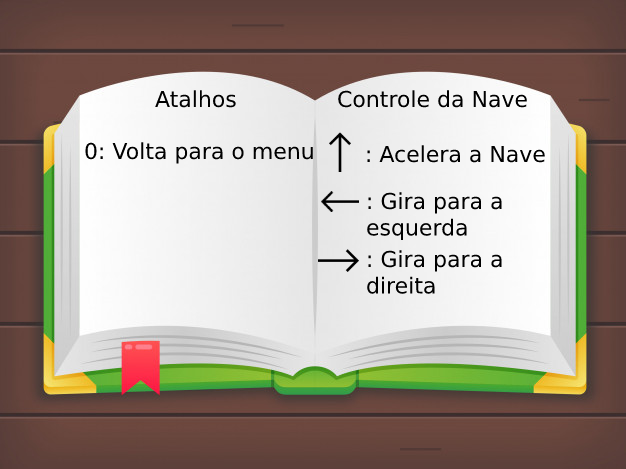 Atalhos
0: Volta para o menu
Controle da Nave
↑ : Acelera a Nave
← : Gira para a
esquerda
→ : Gira para a
direita